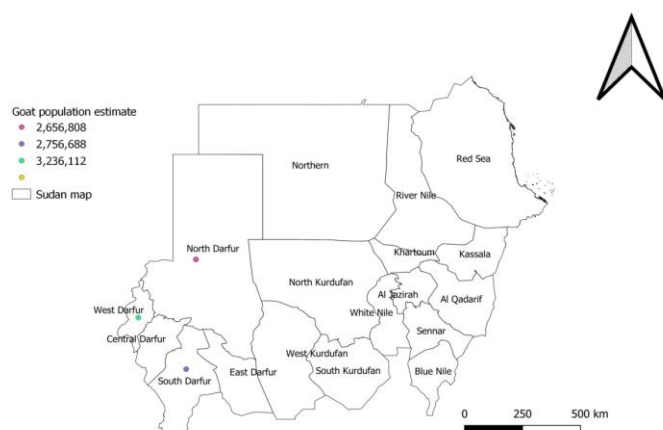 Goat population estimate
2,656,808
2,756,688
3,236,112
Sudan map
Red Sea
Northern
River Nile
North Darfur
Khartoum
Kassala
North Kurdufan
Al Jazirah
Al Qadarif
West Darfur
White Nile
Central Darfur
Sennar
West Kurdufan
South Darfur
East Darfur
South Kurdufan
Blue Nile
0 250 500 km